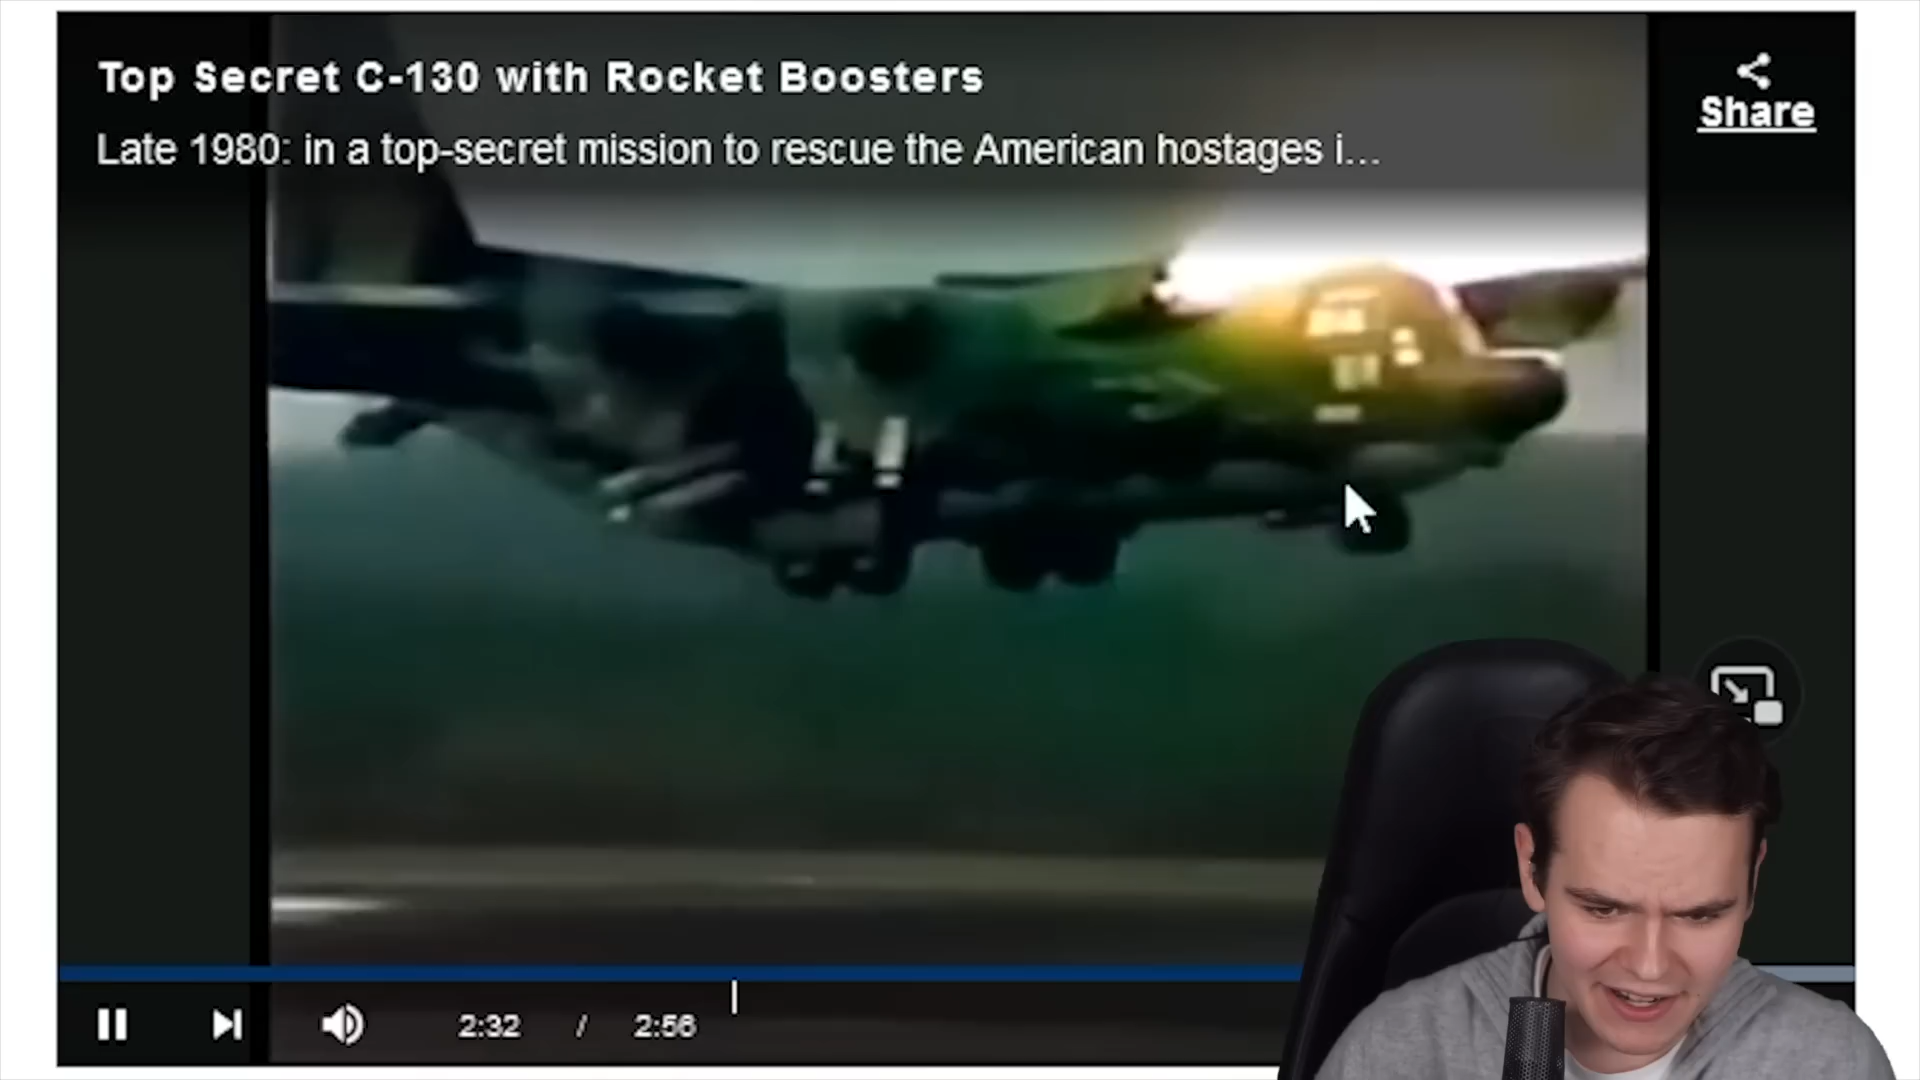 Top Secret C-130 with Rocket Boosters
Late 1980: in a top-secret mission to rescue the American hostages i...
Share
2:32 / 2:56